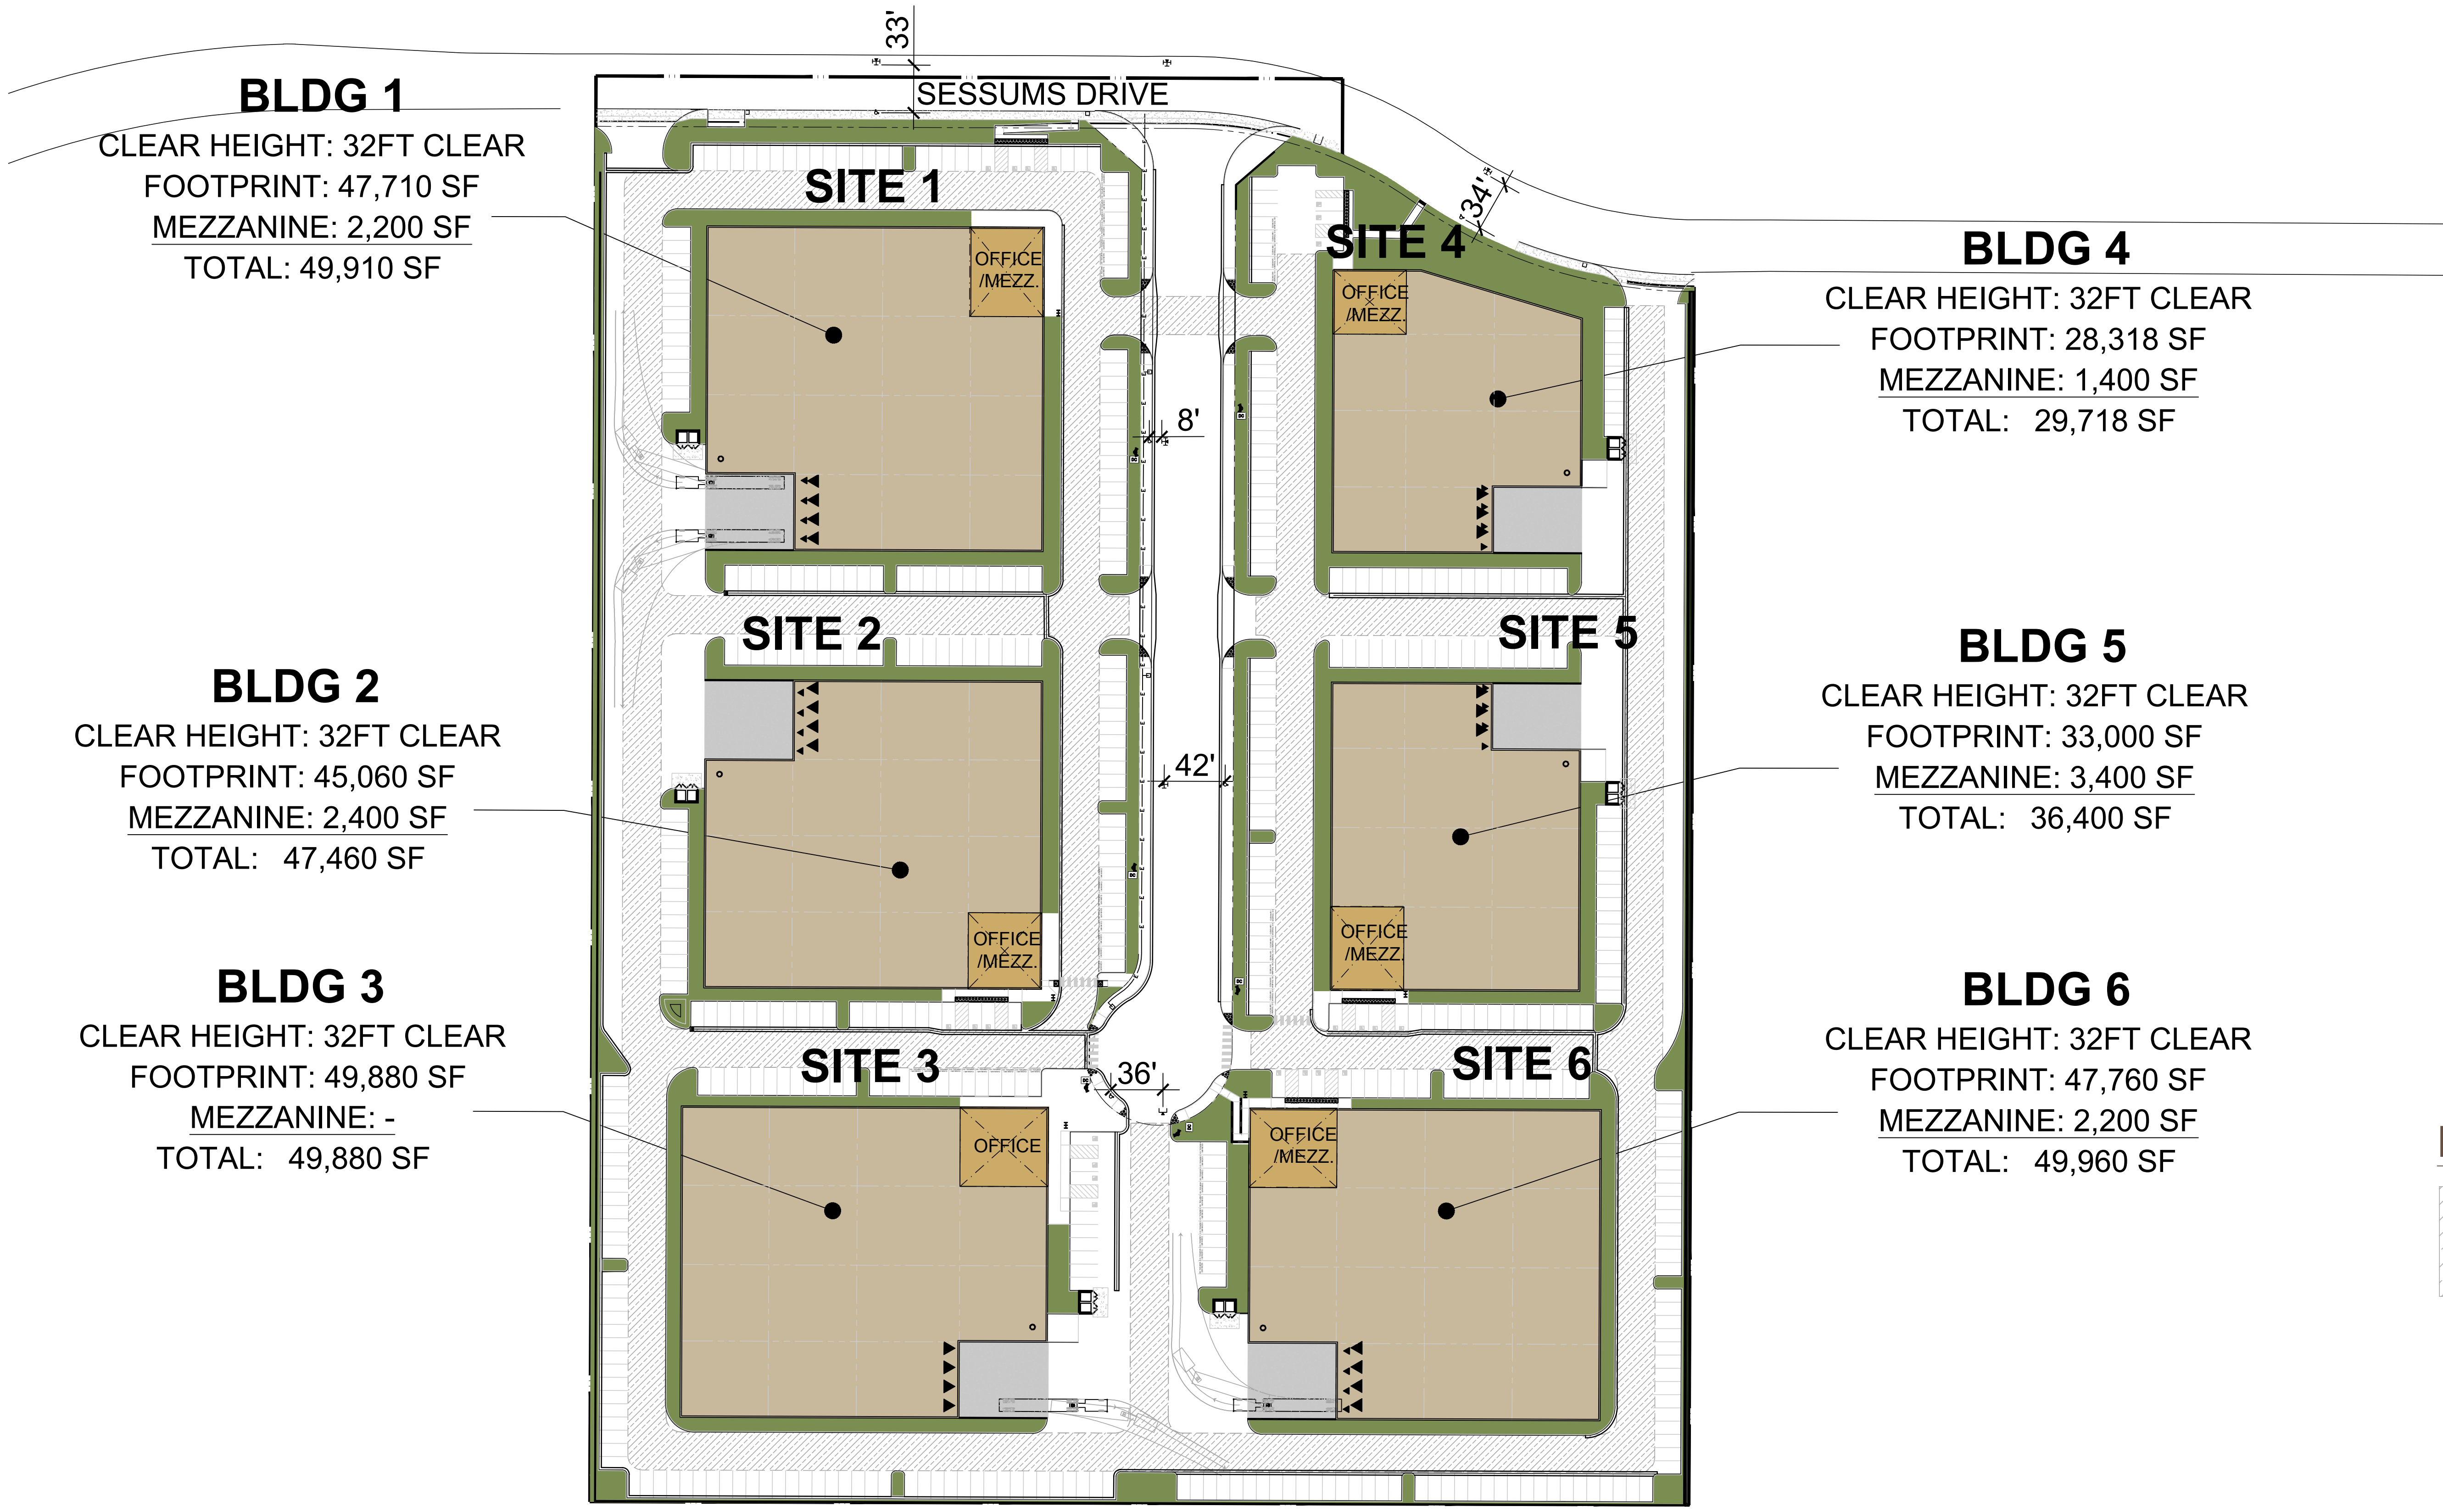 33'
SESSUMS DRIVE
BLDG 1
CLEAR HEIGHT: 32FT CLEAR
FOOTPRINT: 47,710 SF
MEZZANINE: 2,200 SF
TOTAL: 49,910 SF
SITE 1
OFFICE
/MEZZ.
34'
SITE 4
OFFICE
/MEZZ.
BLDG 4
CLEAR HEIGHT: 32FT CLEAR
FOOTPRINT: 28,318 SF
MEZZANINE: 1,400 SF
TOTAL: 29,718 SF
8'
SITE 2
SITE 5
BLDG 2
CLEAR HEIGHT: 32FT CLEAR
FOOTPRINT: 45,060 SF
MEZZANINE: 2,400 SF
TOTAL: 47,460 SF
OFFICE
/MEZZ.
42'
BLDG 5
CLEAR HEIGHT: 32FT CLEAR
FOOTPRINT: 33,000 SF
MEZZANINE: 3,400 SF
TOTAL: 36,400 SF
OFFICE
/MEZZ.
BLDG 3
CLEAR HEIGHT: 32FT CLEAR
FOOTPRINT: 49,880 SF
MEZZANINE: -
TOTAL: 49,880 SF
SITE 3
OFFICE
36'
SITE 6
OFFICE
/MEZZ.
BLDG 6
CLEAR HEIGHT: 32FT CLEAR
FOOTPRINT: 47,760 SF
MEZZANINE: 2,200 SF
TOTAL: 49,960 SF